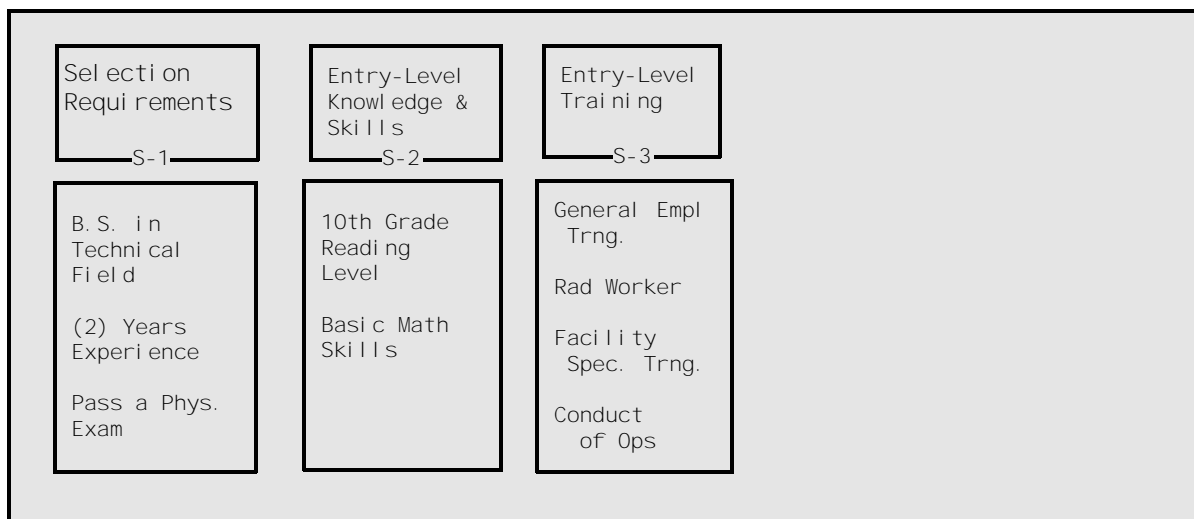 Selection
Requirements
S-1
Entry-Level
Knowledge &
Skills
S-2
Entry-Level
Training
S-3
B.S. in
Technical
Field
(2) Years
Experience
Pass a Phys.
Exam
10th Grade
Reading
Level
Basic Math
Skills
General Empl
Trng.
Rad Worker
Facility
Spec. Trng.
Conduct
of Ops